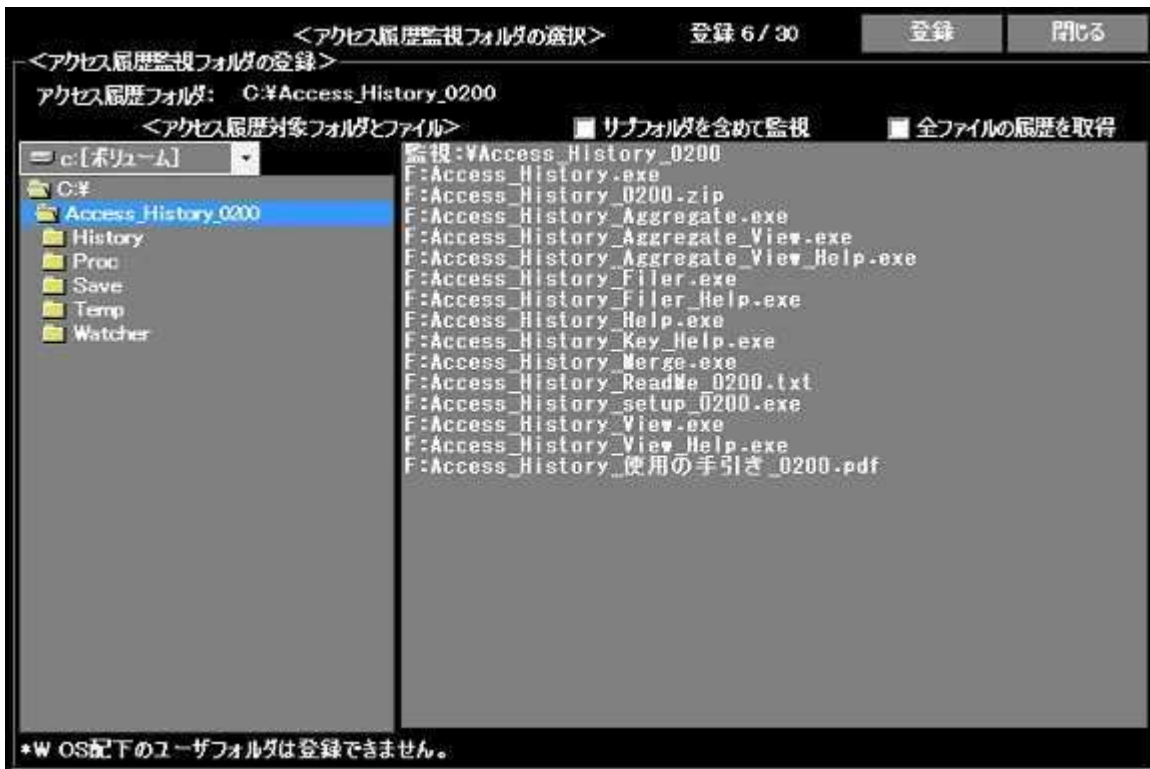 <アクセス履歴監視フォルダの選択> 登録 6 / 30 登録 閉じる
<アクセス履歴監視フォルダの登録>
アクセス履歴フォルダ: C:¥Access_History_0200
<アクセス履歴対象フォルダとファイル> サブフォルダを含めて監視 全ファイルの履歴を取得
c:[ボリューム]
C:¥
Access_History_0200
History
Proc
Save
Temp
Watcher
監視:¥Access_History_0200
F:Access_History.exe
F:Access_History_0200.zip
F:Access_History_Aggregate.exe
F:Access_History_Aggregate_View.exe
F:Access_History_Aggregate_View_Help.exe
F:Access_History_Filer.exe
F:Access_History_Filer_Help.exe
F:Access_History_Help.exe
F:Access_History_Key_Help.exe
F:Access_History_Merge.exe
F:Access_History_ReadMe_0200.txt
F:Access_History_setup_0200.exe
F:Access_History_View.exe
F:Access_History_View_Help.exe
F:Access_History_使用の手引き_0200.pdf
*W OS配下のユーザフォルダは登録できません。